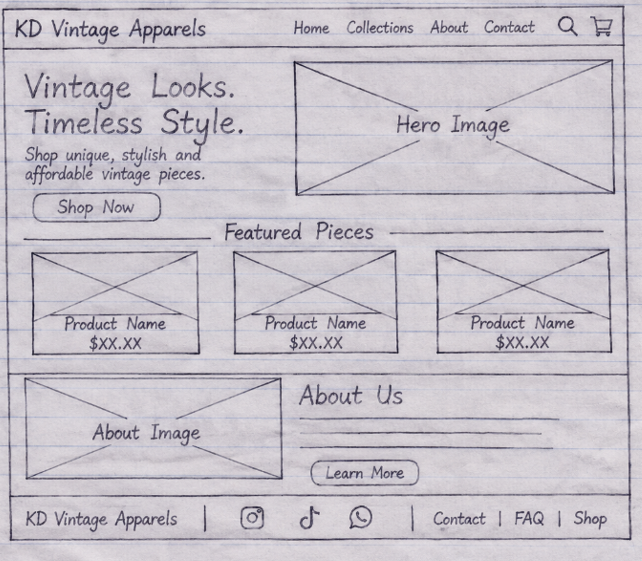 KD Vintage Apparels
Home Collections About Contact
Vintage Looks.
Timeless Style.
Shop unique, stylish and
affordable vintage pieces.
Shop Now
Hero Image
Featured Pieces
Product Name
$XX.XX
Product Name
$XX.XX
Product Name
$XX.XX
About Image
About Us
Learn More
KD Vintage Apparels
Contact | FAQ | Shop